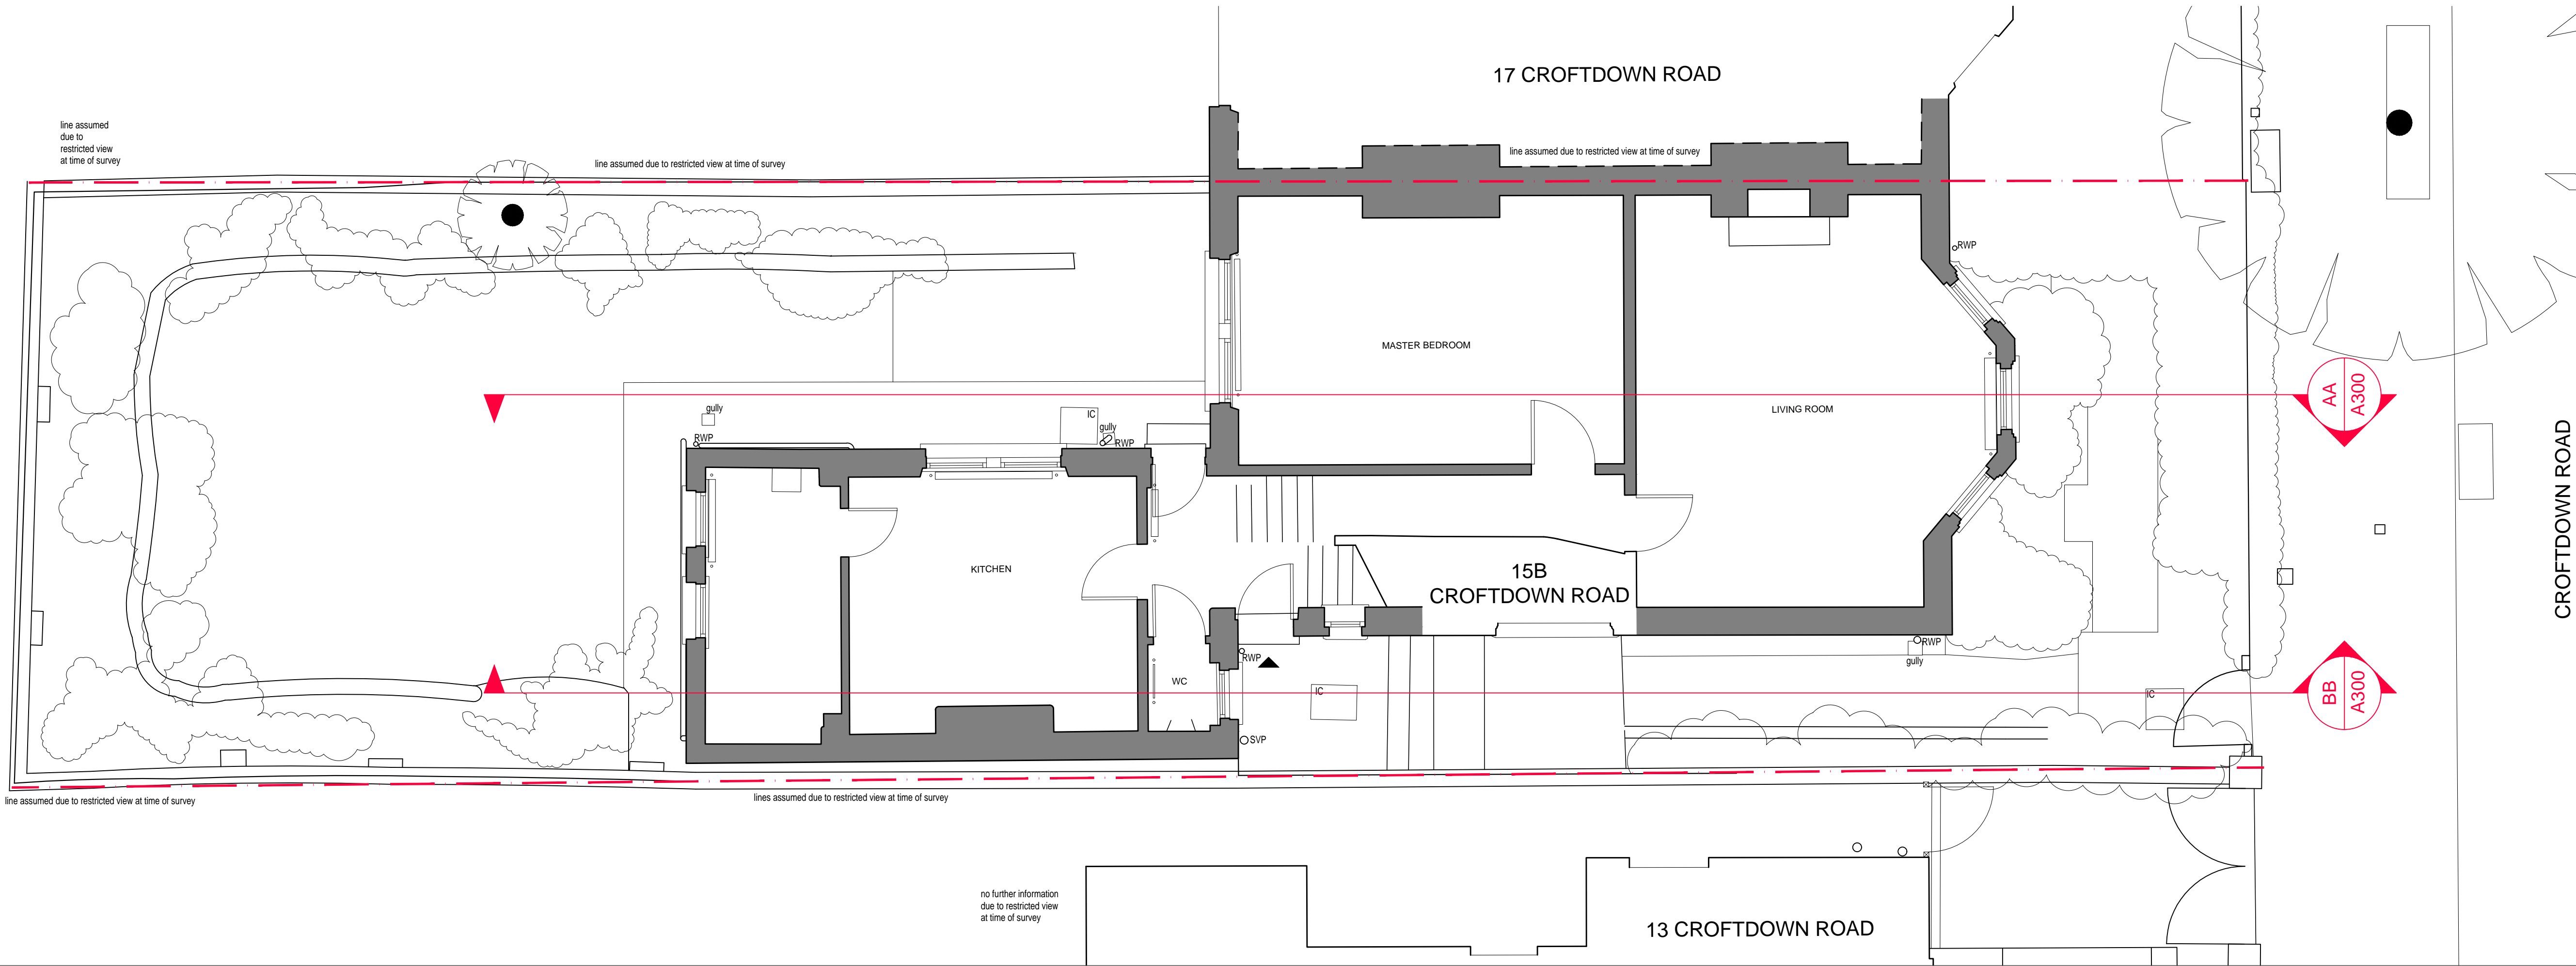 17 CROFTDOWN ROAD
line assumed
due to
restricted view
at time of survey
line assumed due to restricted view at time of survey
line assumed due to restricted view at time of survey
RWP
MASTER BEDROOM
LIVING ROOM
AA
A300
gully
IC
gully
RWP
RWP
CROFTDOWN ROAD
KITCHEN
15B
CROFTDOWN ROAD
RWP
RWP
gully
WC
IC
IC
BB
A300
SVP
line assumed due to restricted view at time of survey
lines assumed due to restricted view at time of survey
no further information
due to restricted view
at time of survey
13 CROFTDOWN ROAD